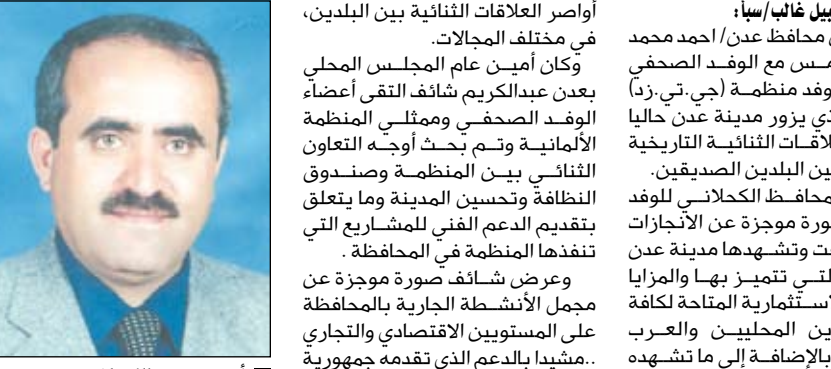 نبيل غالب/سبأ:
محافظ عدن/ احمد محمد
مع الوفد الصحفي
وفد منظمة (جي.تي.زد)
يزور مدينة عدن حاليا
الثنائية التاريخية
بين البلدين الصديقين.
الكحلاني للوفد
صورة موجزة عن الانجازات
وتشهدها مدينة عدن
التي تتميز بها والمزايا
المتاحة لكافة
المحليين والعرب
بالإضافة إلى ما تشهده
أواصر العلاقات الثنائية بين البلدين،
في مختلف المجالات.
وكان أمين عام المجلس المحلي
بعدن عبدالكريم شائف التقى أعضاء
الوفد الصحفي وممثلي المنظمة
الألمانية وتم بحث أوجه التعاون
الثنائي بين المنظمة وصندوق
النظافة وتحسين المدينة وما يتعلق
بتقديم الدعم الفني للمشاريع التي
تنفذها المنظمة في المحافظة .
وعرض شائف صورة موجزة عن
مجمل الأنشطة الجارية بالمحافظة
على المستويين الاقتصادي والتجاري
..مشيدا بالدعم الذي تقدمه جمهورية